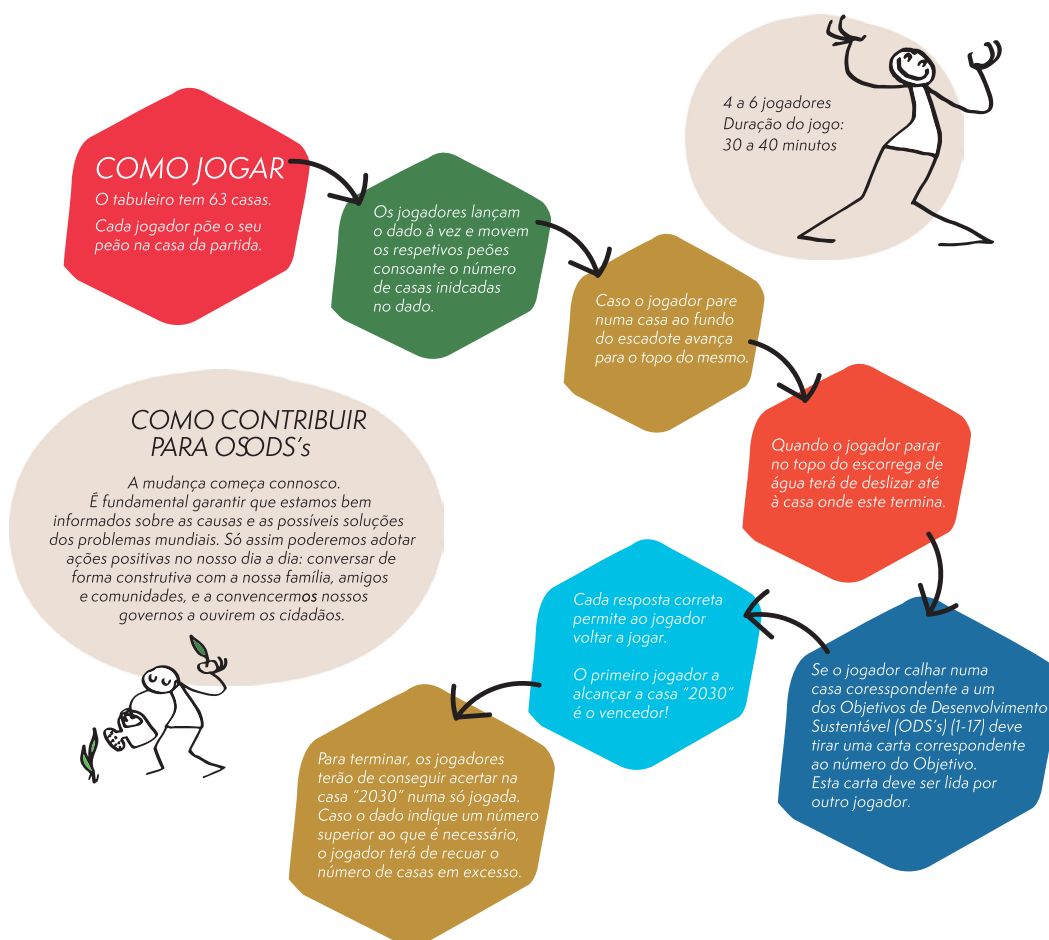 4 a 6 jogadores
Duração do jogo:
30 a 40 minutos
COMO JOGAR
O tabuleiro tem 63 casas.
Cada jogador põe o seu
peão na casa da partida.
Os jogadores lançam
o dado à vez e movem
os respetivos peões
consoante o número
de casas inidcadas
no dado.
Caso o jogador pare
numa casa ao fundo
do escadote avança
para o topo do mesmo.
Quando o jogador parar
no topo do escorrega de
água terá de deslizar até
à casa onde este termina.
Se o jogador calhar numa
casa coresspondente a um
dos Objetivos de Desenvolvimento
Sustentável (ODS's) (1-17) deve
tirar uma carta correspondente
ao número do Objetivo.
Esta carta deve ser lida por
outro jogador.
Cada resposta correta
permite ao jogador
voltar a jogar.
O primeiro jogador a
alcançar a casa “2030”
é o vencedor!
Para terminar, os jogadores
terão de conseguir acertar na
casa “2030” numa só jogada.
Caso o dado indique um número
superior ao que é necessário,
o jogador terá de recuar o
número de casas em excesso.
COMO CONTRIBUIR
PARA OSODS's
A mudança começa connosco.
É fundamental garantir que estamos bem
informados sobre as causas e as possíveis soluções
dos problemas mundiais. Só assim poderemos adotar
ações positivas no nosso dia a dia: conversar de
forma construtiva com a nossa família, amigos
e comunidades, e a convencermos nossos
governos a ouvirem os cidadãos.